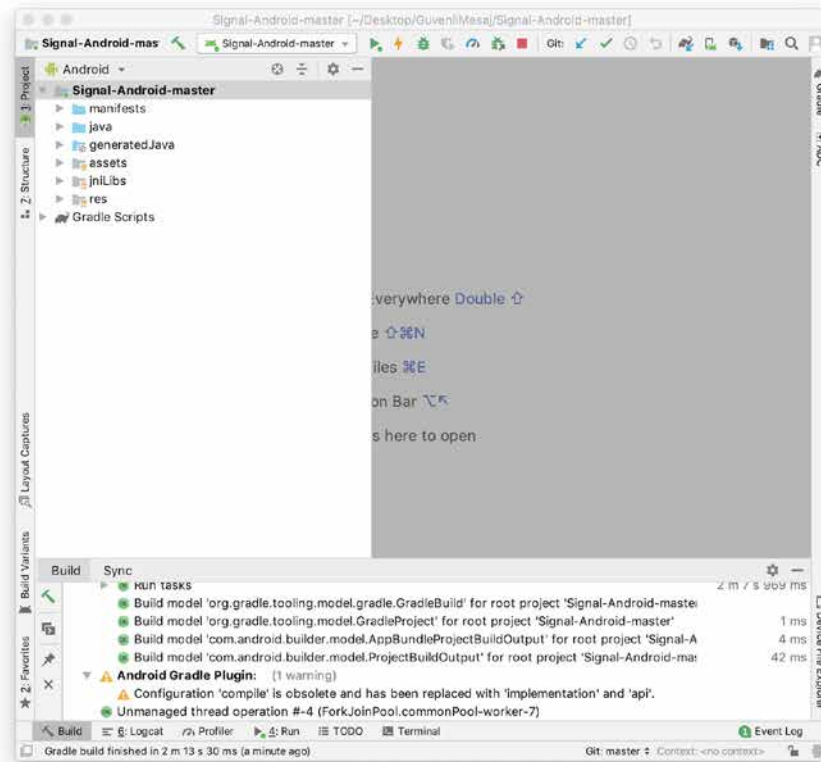 Signal-Android-master [~/Desktop/GuvenliMesaj/Signal-Android-master]
Signal-Android-mas
Signal-Android-master
Git:
Android
Signal-Android-master
manifests
java
generatedJava
assets
jniLibs
res
Gradle Scripts
1: Project
2: Structure
Layout Captures
Build Variants
2: Favorites
Gradle
Everywhere Double ⇧
e ⇧⌘N
iles ⌘E
on Bar ⌥↖
s here to open
Device File Explorer
Build Sync
Run tasks 2 m 7 s 969 ms
Build model 'org.gradle.tooling.model.gradle.GradleBuild' for root project 'Signal-Android-master
Build model 'org.gradle.tooling.model.GradleProject' for root project 'Signal-Android-master' 1 ms
Build model 'com.android.builder.model.AppBundleProjectBuildOutput' for root project 'Signal-A 4 ms
Build model 'com.android.builder.model.ProjectBuildOutput' for root project 'Signal-Android-mas 42 ms
Android Gradle Plugin: (1 warning)
Configuration 'compile' is obsolete and has been replaced with 'implementation' and 'api'.
Unmanaged thread operation #-4 (ForkJoinPool.commonPool-worker-7)
Build 6: Logcat Profiler 4: Run TODO Terminal 1 Event Log
Gradle build finished in 2 m 13 s 30 ms (a minute ago) Git: master Context: <no context>